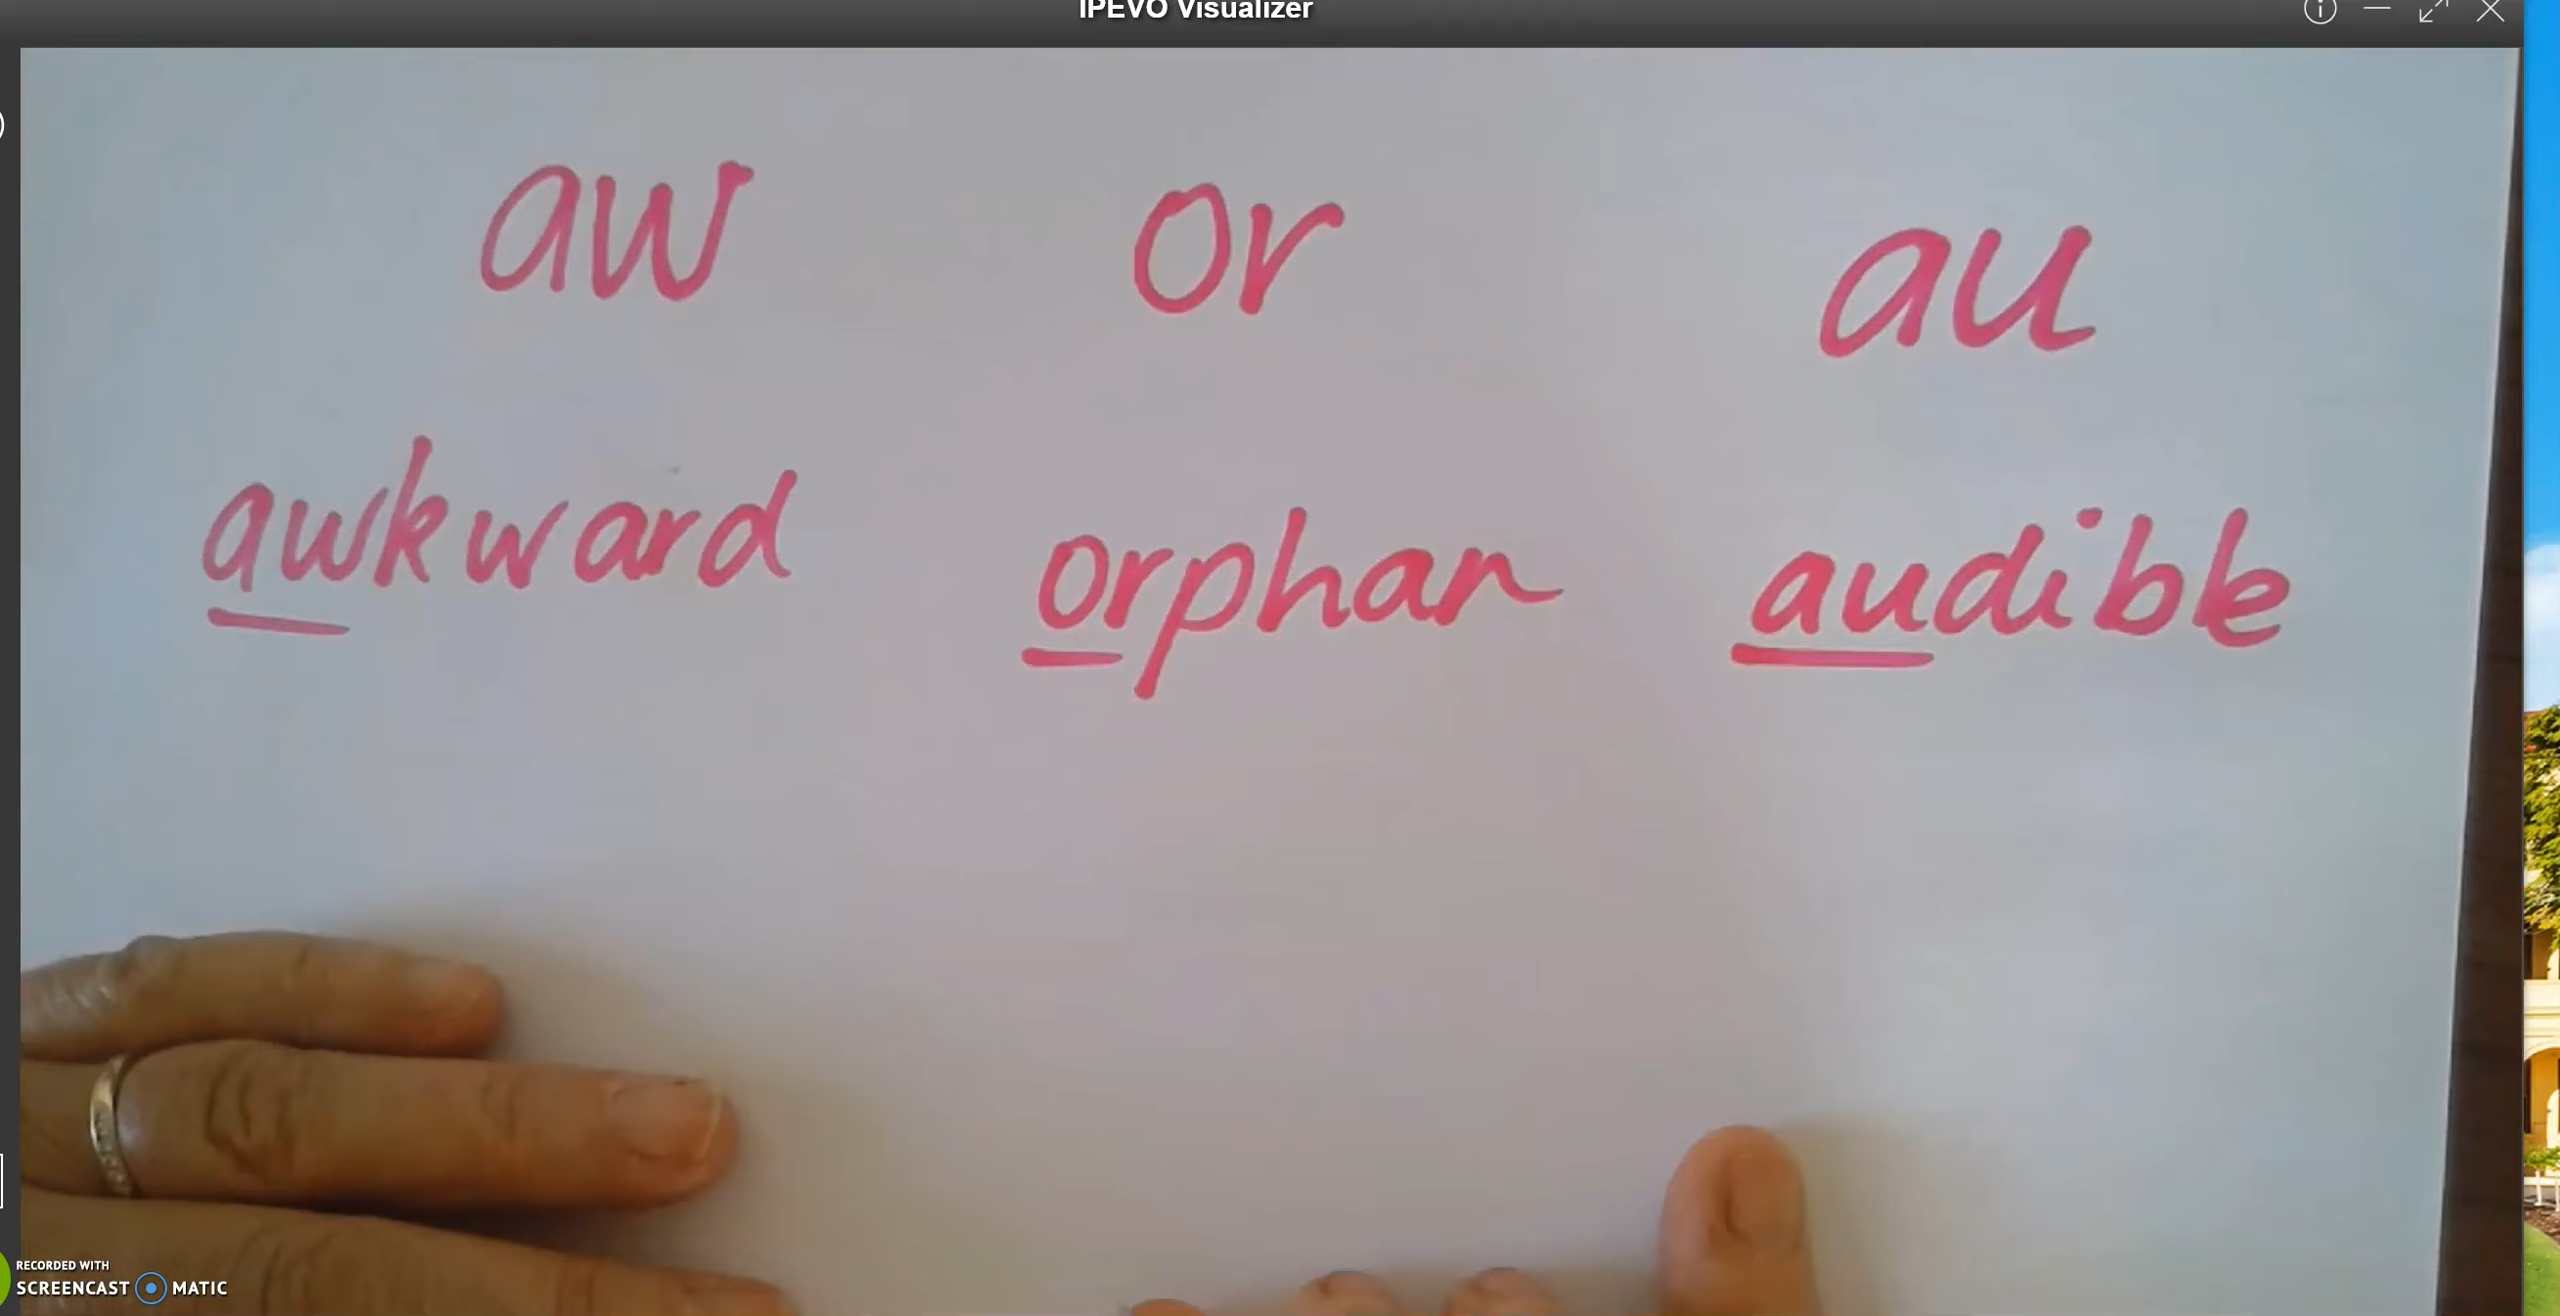 IPEVO Visualizer
aw or au
awkward orphan audible
RECORDED WITH
SCREENCAST MATIC